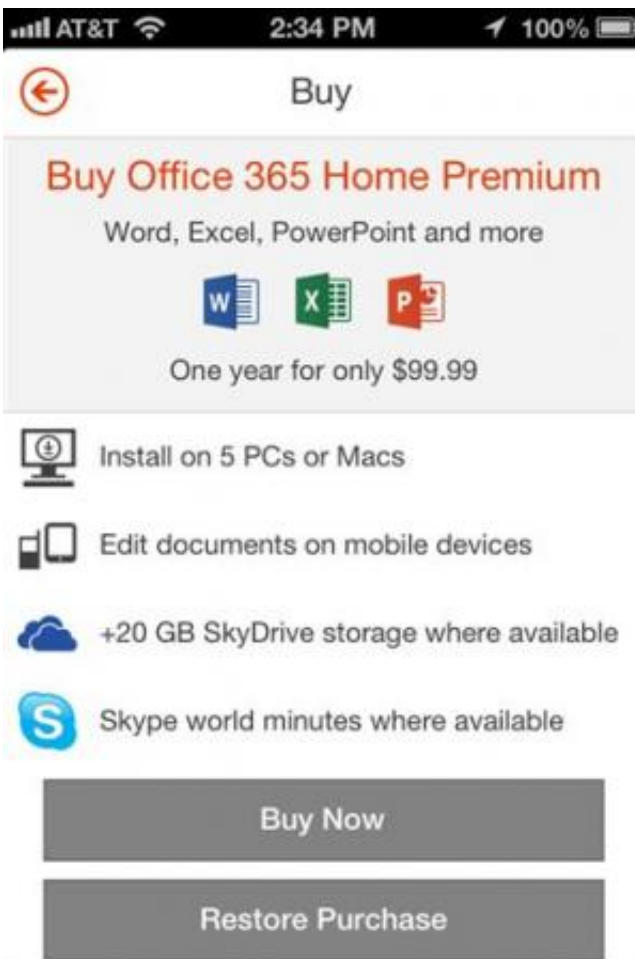 AT&T 2:34 PM 100%
Buy
Buy Office 365 Home Premium
Word, Excel, PowerPoint and more
W X P
One year for only $99.99
Install on 5 PCs or Macs
Edit documents on mobile devices
+20 GB SkyDrive storage where available
S Skype world minutes where available
Buy Now
Restore Purchase